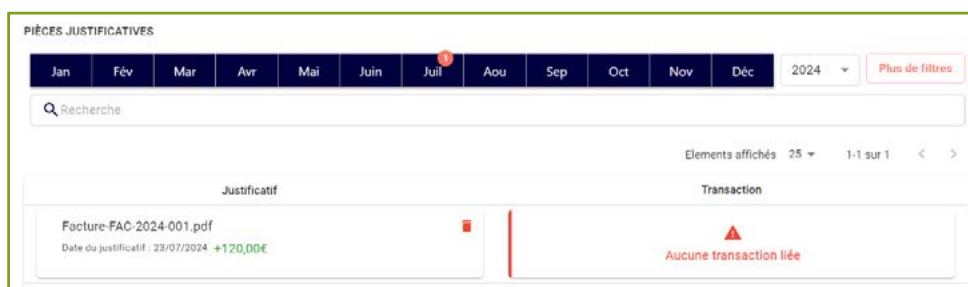 PIÈCES JUSTIFICATIVES
Jan Fév Mar Avr Mai Juin Juil 1 Aou Sep Oct Nov Déc 2024 Plus de filtres
Recherche
Elements affichés 25 1-1 sur 1
Justificatif Transaction
Facture-FAC-2024-001.pdf
Date du justificatif : 23/07/2024 +120,00€
Aucune transaction liée